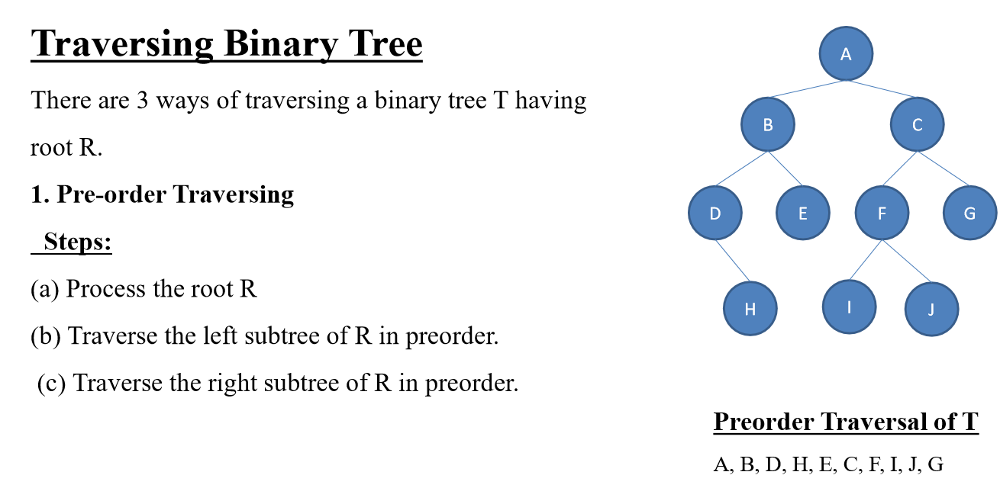 Traversing Binary Tree
There are 3 ways of traversing a binary tree T having
root R.
1. Pre-order Traversing
Steps:
(a) Process the root R
(b) Traverse the left subtree of R in preorder.
(c) Traverse the right subtree of R in preorder.
A
B C
D E F G
H I J
Preorder Traversal of T
A, B, D, H, E, C, F, I, J, G